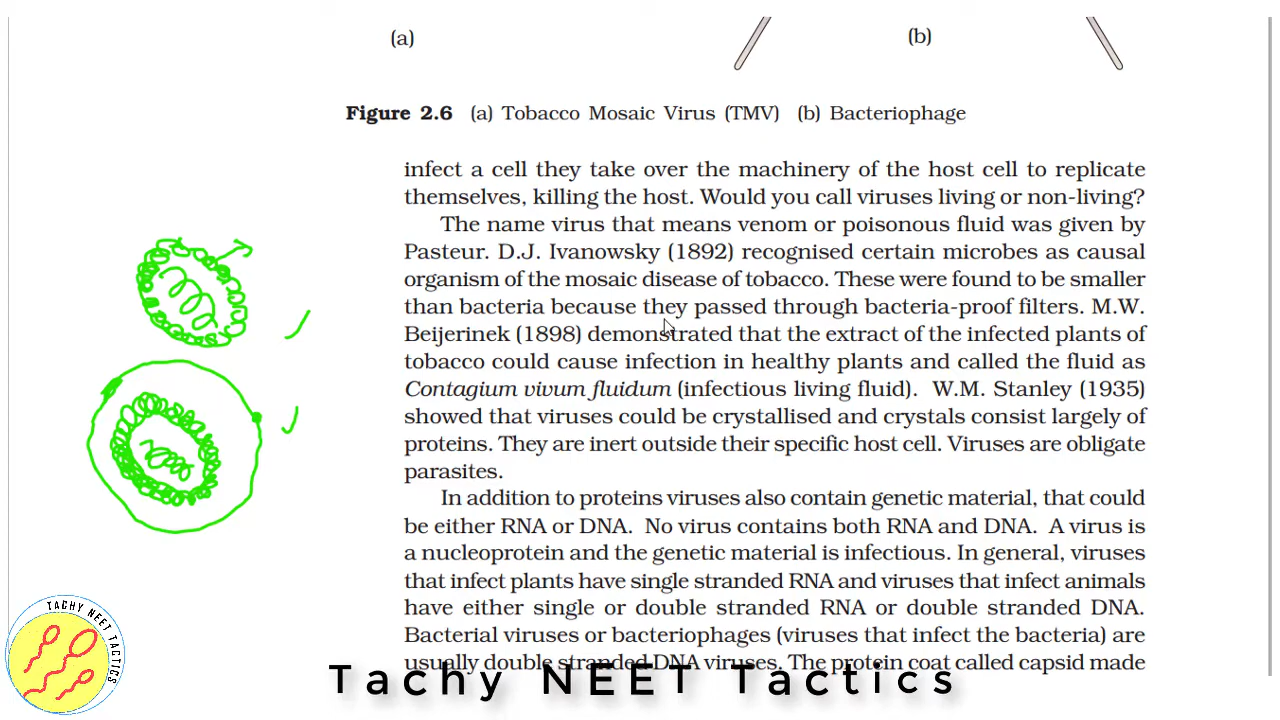 (a)
(b)
Figure 2.6 (a) Tobacco Mosaic Virus (TMV) (b) Bacteriophage
infect a cell they take over the machinery of the host cell to replicate
themselves, killing the host. Would you call viruses living or non-living?
The name virus that means venom or poisonous fluid was given by
Pasteur. D.J. Ivanowsky (1892) recognised certain microbes as causal
organism of the mosaic disease of tobacco. These were found to be smaller
than bacteria because they passed through bacteria-proof filters. M.W.
Beijerinek (1898) demonstrated that the extract of the infected plants of
tobacco could cause infection in healthy plants and called the fluid as
Contagium vivum fluidum (infectious living fluid). W.M. Stanley (1935)
showed that viruses could be crystallised and crystals consist largely of
proteins. They are inert outside their specific host cell. Viruses are obligate
parasites.
In addition to proteins viruses also contain genetic material, that could
be either RNA or DNA. No virus contains both RNA and DNA. A virus is
a nucleoprotein and the genetic material is infectious. In general, viruses
that infect plants have single stranded RNA and viruses that infect animals
have either single or double stranded RNA or double stranded DNA.
Bacterial viruses or bacteriophages (viruses that infect the bacteria) are
usually double stranded DNA viruses. The protein coat called capsid made
TACHY NEET TACTICS
Tachy NEET Tactics